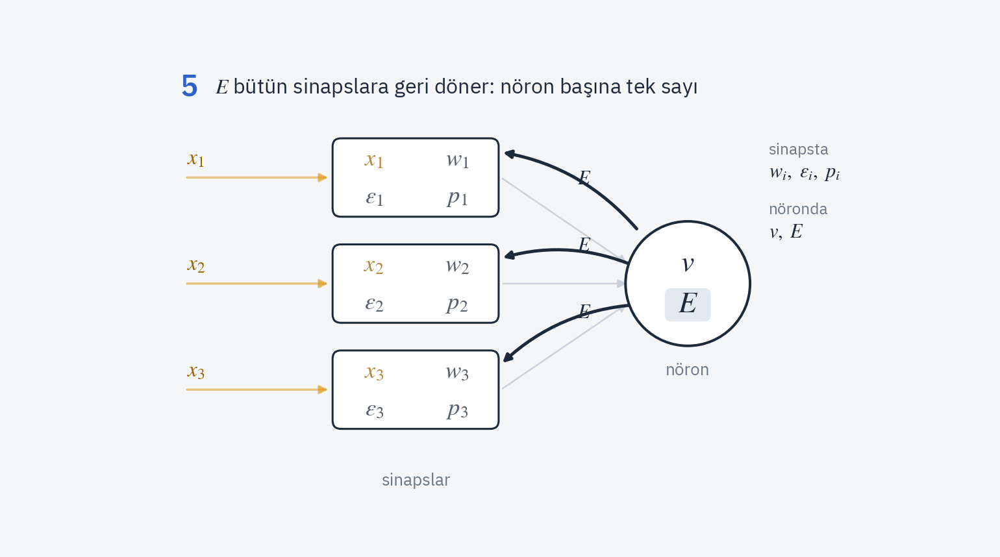 5 E bütün sinapslara geri döner: nöron başına tek sayı
x₁
x₁ w₁
ε₁ p₁
E
sinapsta
wᵢ, εᵢ, pᵢ
nöronda
v, E
x₂
x₂ w₂
ε₂ p₂
E
v
E
nöron
x₃
x₃ w₃
ε₃ p₃
E
sinapslar